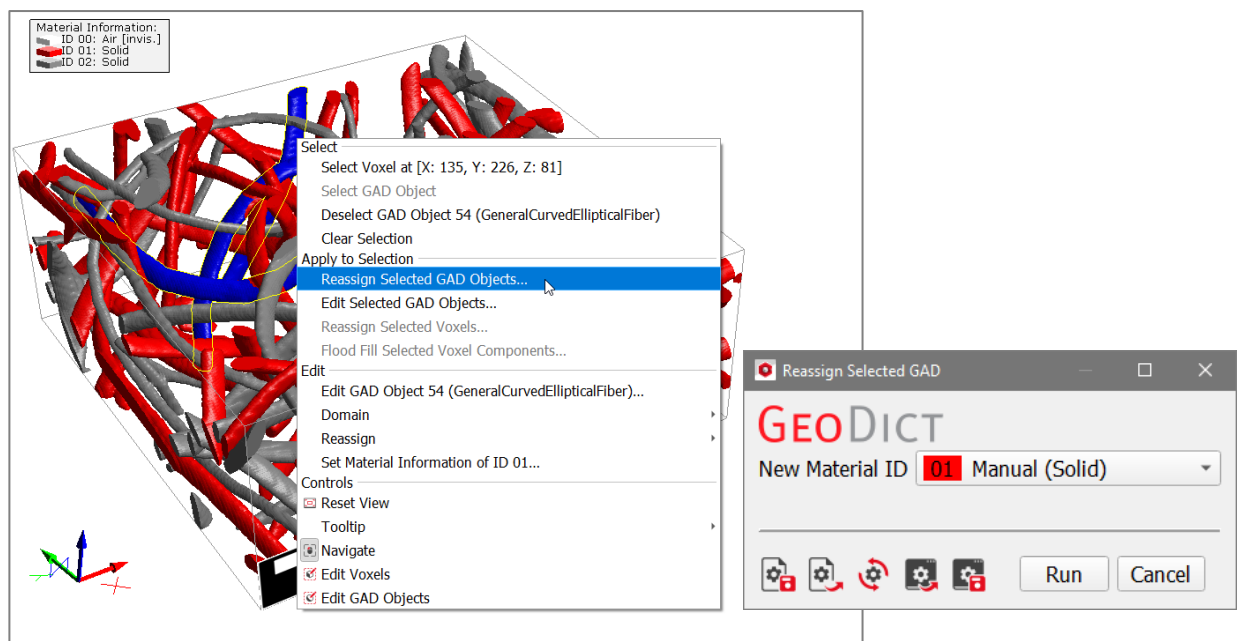 Material Information:
ID 00: Air [invis.]
ID 01: Solid
ID 02: Solid
Select
Select Voxel at [X: 135, Y: 226, Z: 81]
Select GAD Object
Deselect GAD Object 54 (GeneralCurvedEllipticalFiber)
Clear Selection
Apply to Selection
Reassign Selected GAD Objects...
Edit Selected GAD Objects...
Reassign Selected Voxels...
Flood Fill Selected Voxel Components...
Edit
Edit GAD Object 54 (GeneralCurvedEllipticalFiber)...
Domain
Reassign
Set Material Information of ID 01...
Controls
Reset View
Tooltip
Navigate
Edit Voxels
Edit GAD Objects
Reassign Selected GAD
GEODICT
New Material ID 01 Manual (Solid)
Run Cancel